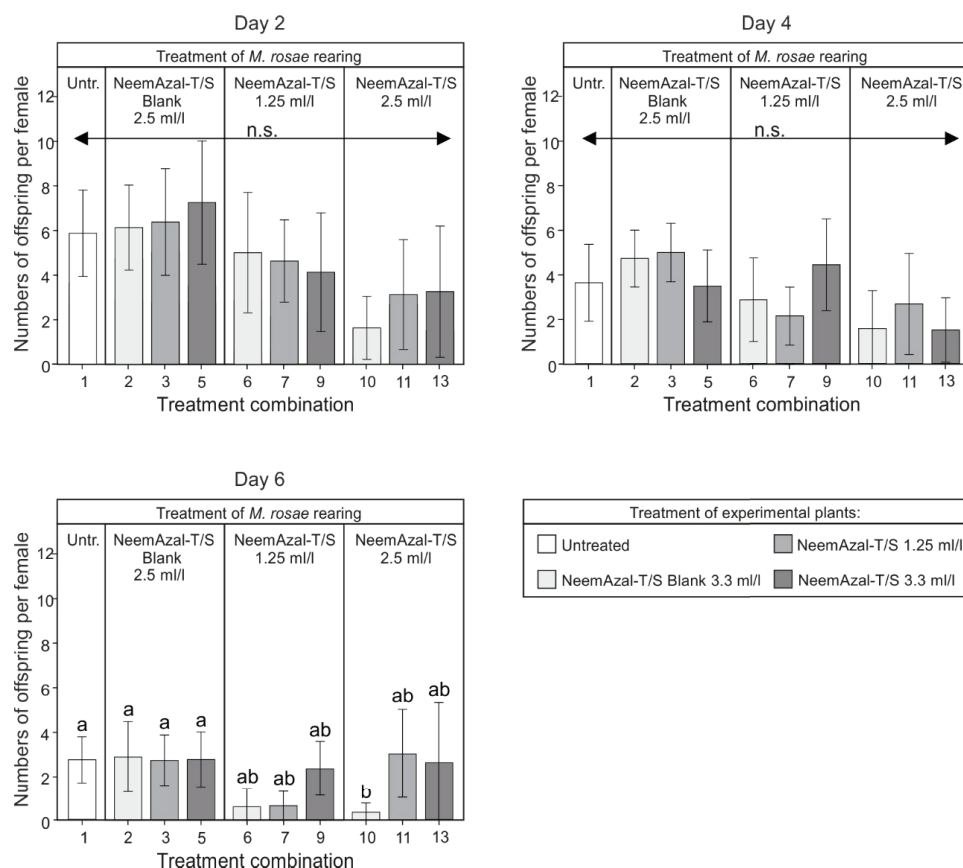 Day 2
Treatment of M. rosae rearing
Untr.
NeemAzal-T/S
Blank
2.5 ml/l
NeemAzal-T/S
1.25 ml/l
NeemAzal-T/S
2.5 ml/l
n.s.
Numbers of offspring per female
12
10
8
6
4
2
0
1 2 3 5 6 7 9 10 11 13
Treatment combination
Day 4
Treatment of M. rosae rearing
Untr.
NeemAzal-T/S
Blank
2.5 ml/l
NeemAzal-T/S
1.25 ml/l
NeemAzal-T/S
2.5 ml/l
n.s.
Numbers of offspring per female
12
10
8
6
4
2
0
1 2 3 5 6 7 9 10 11 13
Treatment combination
Day 6
Treatment of M. rosae rearing
Untr.
NeemAzal-T/S
Blank
2.5 ml/l
NeemAzal-T/S
1.25 ml/l
NeemAzal-T/S
2.5 ml/l
Numbers of offspring per female
12
10
8
6
4
2
0
a a a a ab ab ab b ab ab
1 2 3 5 6 7 9 10 11 13
Treatment combination
Treatment of experimental plants:
Untreated
NeemAzal-T/S 1.25 ml/l
NeemAzal-T/S Blank 3.3 ml/l
NeemAzal-T/S 3.3 ml/l